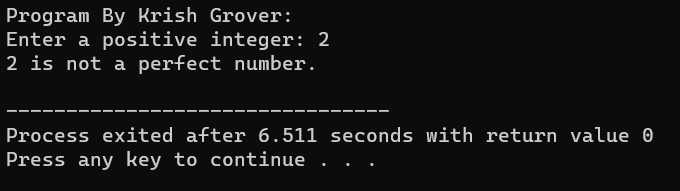 Program By Krish Grover:
Enter a positive integer: 2
2 is not a perfect number.
--------------------------------
Process exited after 6.511 seconds with return value 0
Press any key to continue . . .